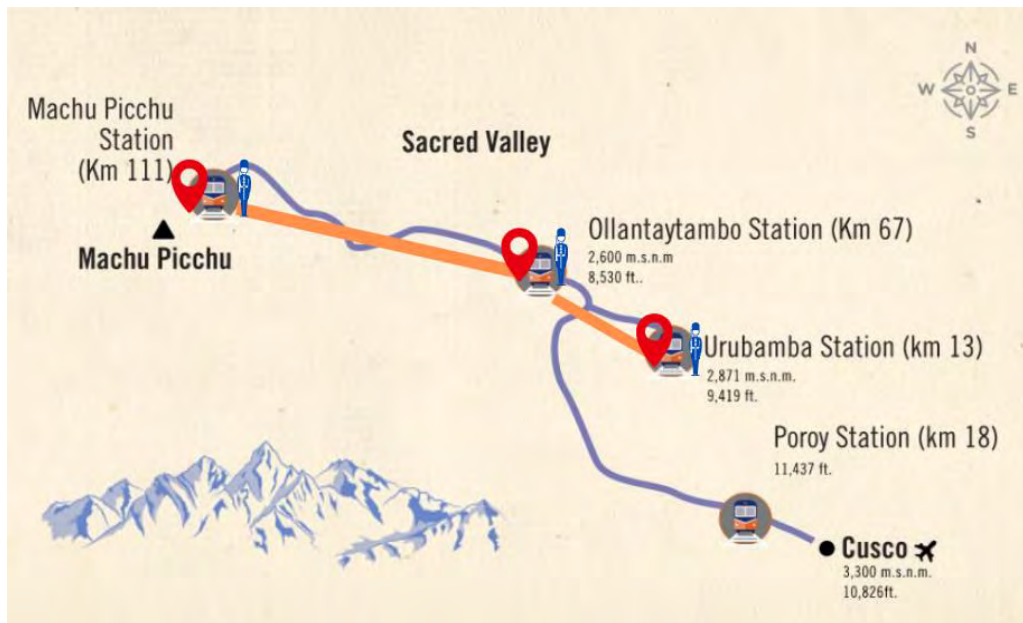 N
W E
S
Machu Picchu
Station
(Km 111)
Sacred Valley
Machu Picchu
Ollantaytambo Station (Km 67)
2,600 m.s.n.m
8,530 ft..
Urubamba Station (km 13)
2,871 m.s.n.m.
9,419 ft.
Poroy Station (km 18)
11,437 ft.
Cusco
3,300 m.s.n.m.
10,826ft.